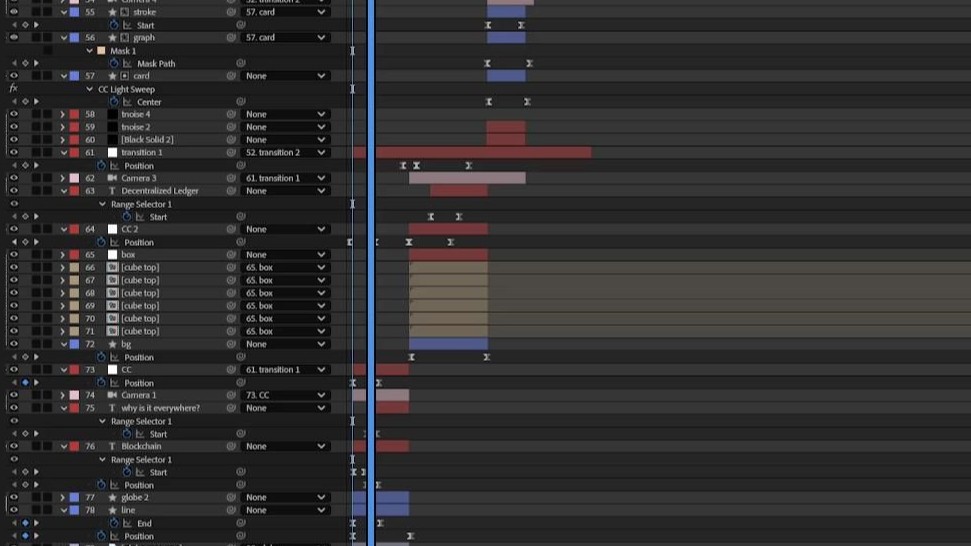 55 stroke 57. card
Start
56 graph 57. card
Mask 1
Mask Path
57 card None
fx CC Light Sweep
Center
58 tnoise 4 None
59 tnoise 2 None
60 [Black Solid 2] None
61 transition 1 52. transition 2
Position
62 Camera 3 61. transition 1
63 T Decentralized Ledger None
Range Selector 1
Start
64 CC 2 None
Position
65 box None
66 [cube top] 65. box
67 [cube top] 65. box
68 [cube top] 65. box
69 [cube top] 65. box
70 [cube top] 65. box
71 [cube top] 65. box
72 bg None
Position
73 CC 61. transition 1
Position
74 Camera 1 73. CC
75 T why is it everywhere? None
Range Selector 1
Start
76 T Blockchain None
Range Selector 1
Start
Position
77 globe 2 None
78 line None
End
Position